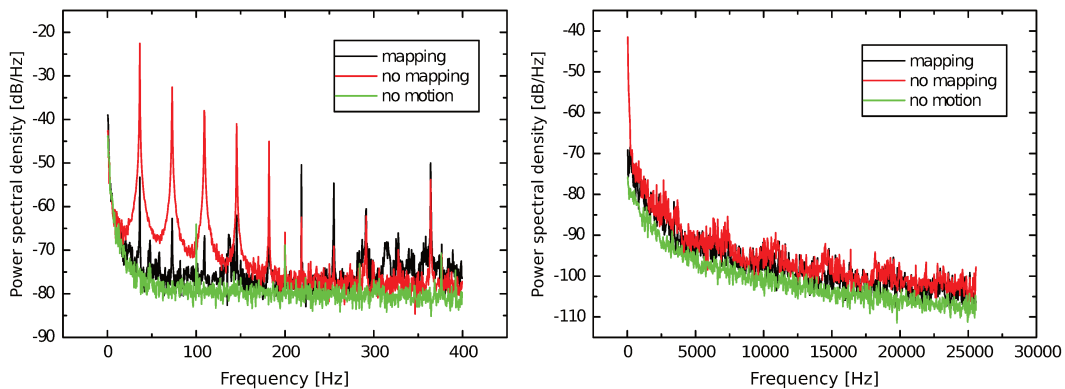 -20
-30
-40
-50
-60
-70
-80
-90
Power spectral density [dB/Hz]
mapping
no mapping
no motion
0
100
200
300
400
Frequency [Hz]
-40
-50
-60
-70
-80
-90
-100
-110
Power spectral density [dB/Hz]
mapping
no mapping
no motion
0
5000
10000
15000
20000
25000
30000
Frequency [Hz]